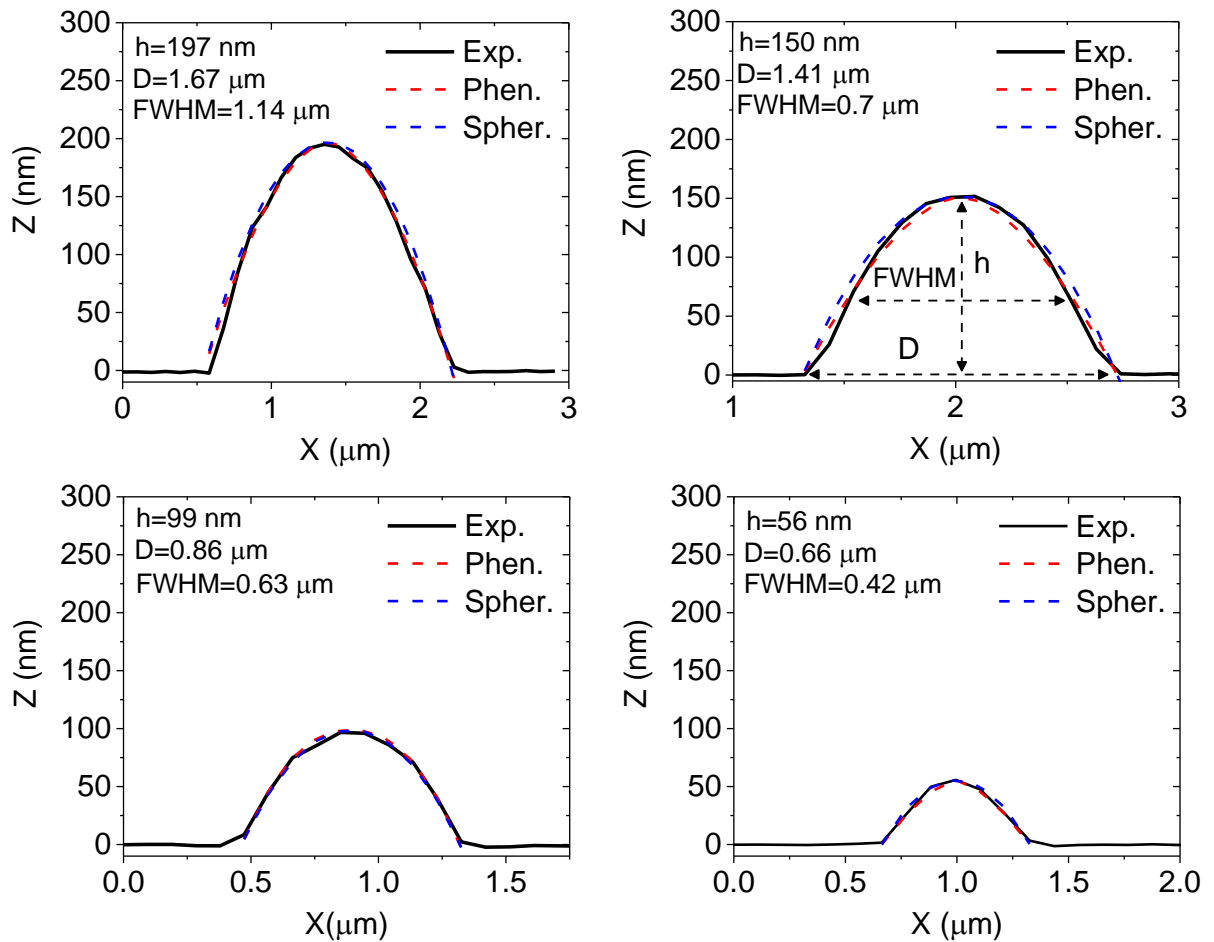 300
250
200
150
100
50
0
Z (nm)
h=197 nm
D=1.67 μm
FWHM=1.14 μm
Exp.
Phen.
Spher.
0 1 2 3
X (μm)
300
250
200
150
100
50
0
Z (nm)
h=150 nm
D=1.41 μm
FWHM=0.7 μm
Exp.
Phen.
Spher.
FWHM
h
D
1 2 3
X (μm)
300
250
200
150
100
50
0
Z (nm)
h=99 nm
D=0.86 μm
FWHM=0.63 μm
Exp.
Phen.
Spher.
0.0 0.5 1.0 1.5
X(μm)
300
250
200
150
100
50
0
Z (nm)
h=56 nm
D=0.66 μm
FWHM=0.42 μm
Exp.
Phen.
Spher.
0.0 0.5 1.0 1.5 2.0
X (μm)